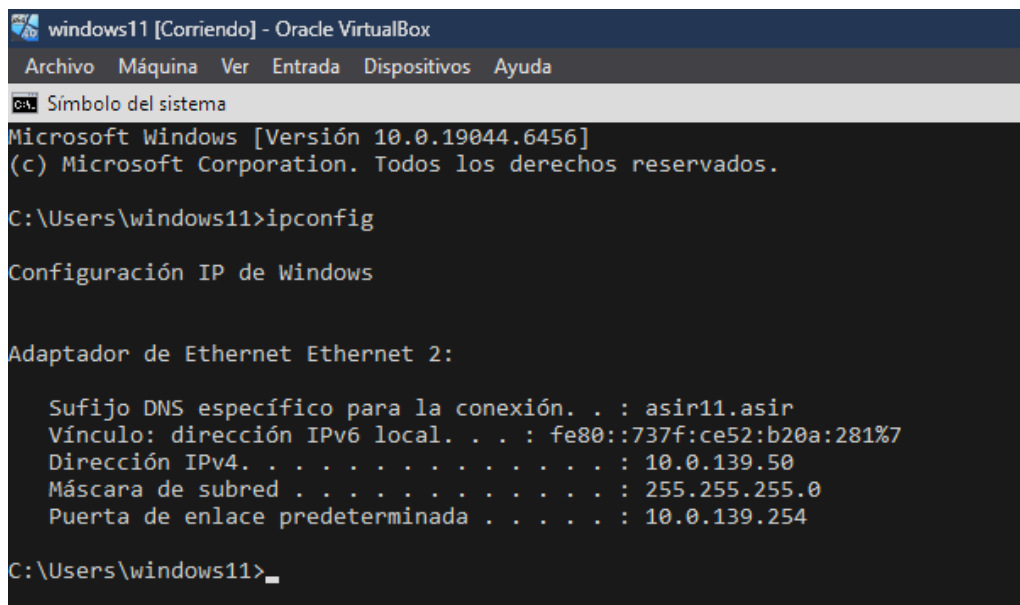 windows11 [Corriendo] - Oracle VirtualBox
Archivo Máquina Ver Entrada Dispositivos Ayuda
Símbolo del sistema
Microsoft Windows [Versión 10.0.19044.6456]
(c) Microsoft Corporation. Todos los derechos reservados.
C:\Users\windows11>ipconfig
Configuración IP de Windows
Adaptador de Ethernet Ethernet 2:
Sufijo DNS específico para la conexión. . : asir11.asir
Vínculo: dirección IPv6 local. . . : fe80::737f:ce52:b20a:281%7
Dirección IPv4. . . . . . . . . . . . . . : 10.0.139.50
Máscara de subred . . . . . . . . . . . . : 255.255.255.0
Puerta de enlace predeterminada . . . . . : 10.0.139.254
C:\Users\windows11>